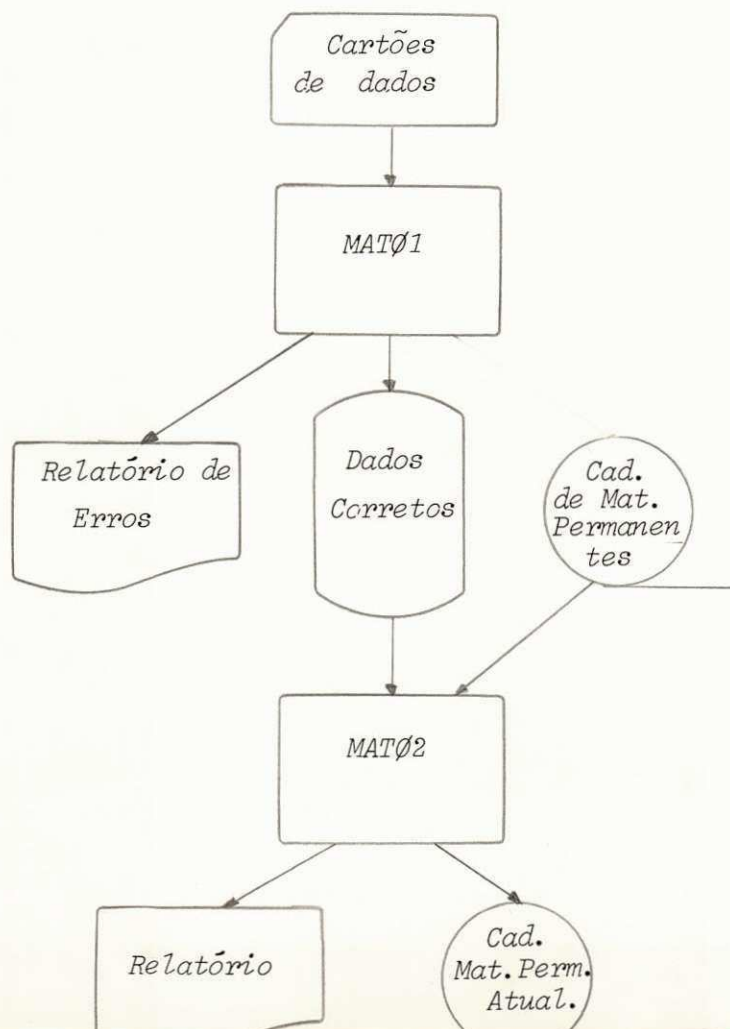 Cartões
de dados
MATØ1
Relatório de
Erros
Dados
Corretos
Cad.
de Mat.
Permanen
tes
MATØ2
Relatório
Cad.
Mat. Perm.
Atual.